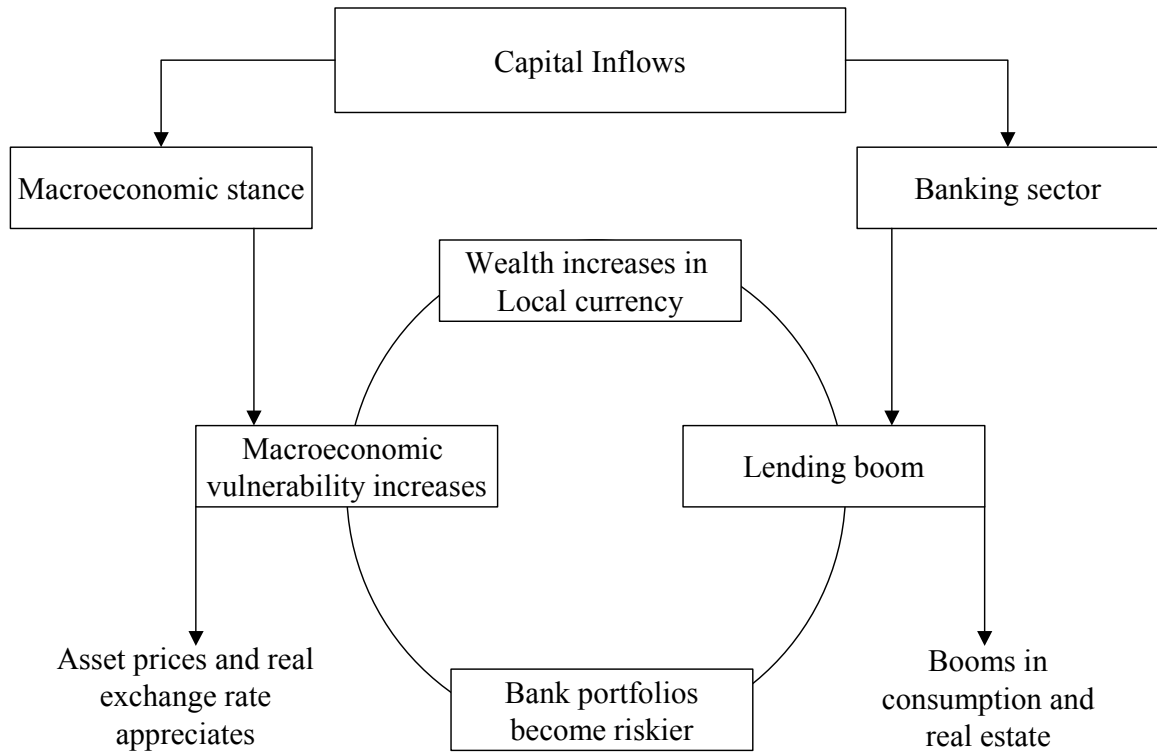 Capital Inflows
Macroeconomic stance
Banking sector
Wealth increases in
Local currency
Macroeconomic
vulnerability increases
Lending boom
Asset prices and real
exchange rate
appreciates
Bank portfolios
become riskier
Booms in
consumption and
real estate